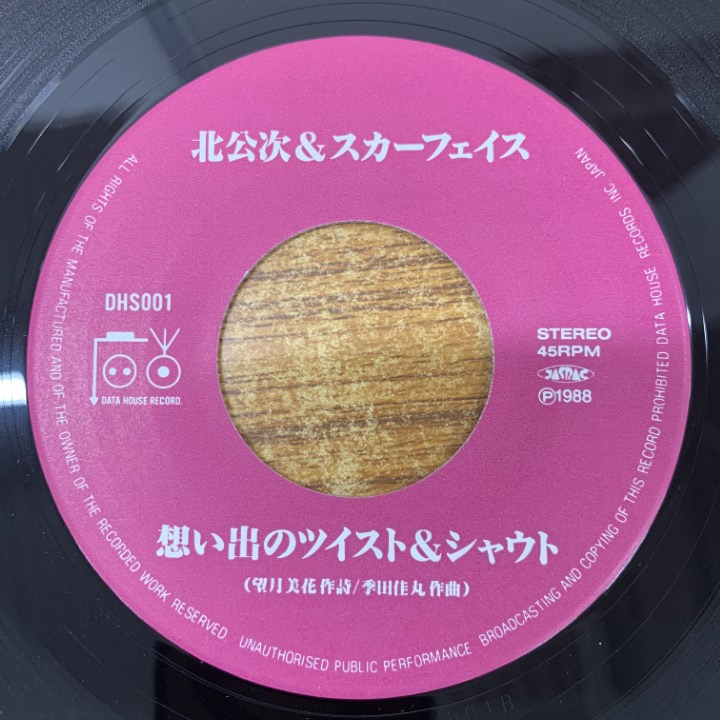 北公次&スカーフェイス
DHS001
DATA HOUSE RECORD.
STEREO
45RPM
JASRAC
Ⓟ1988
想い出のツイスト&シャウト
(望月美花作詩/季田佳丸作曲)
ALL RIGHTS OF THE MANUFACTURED AND OF THE OWNER OF THE RECORDED WORK RESERVED UNAUTHORISED PUBLIC PERFORMANCE BROADCASTING AND COPYING OF THIS RECORD PROHIBITED DATA HOUSE RECORDS INC JAPAN